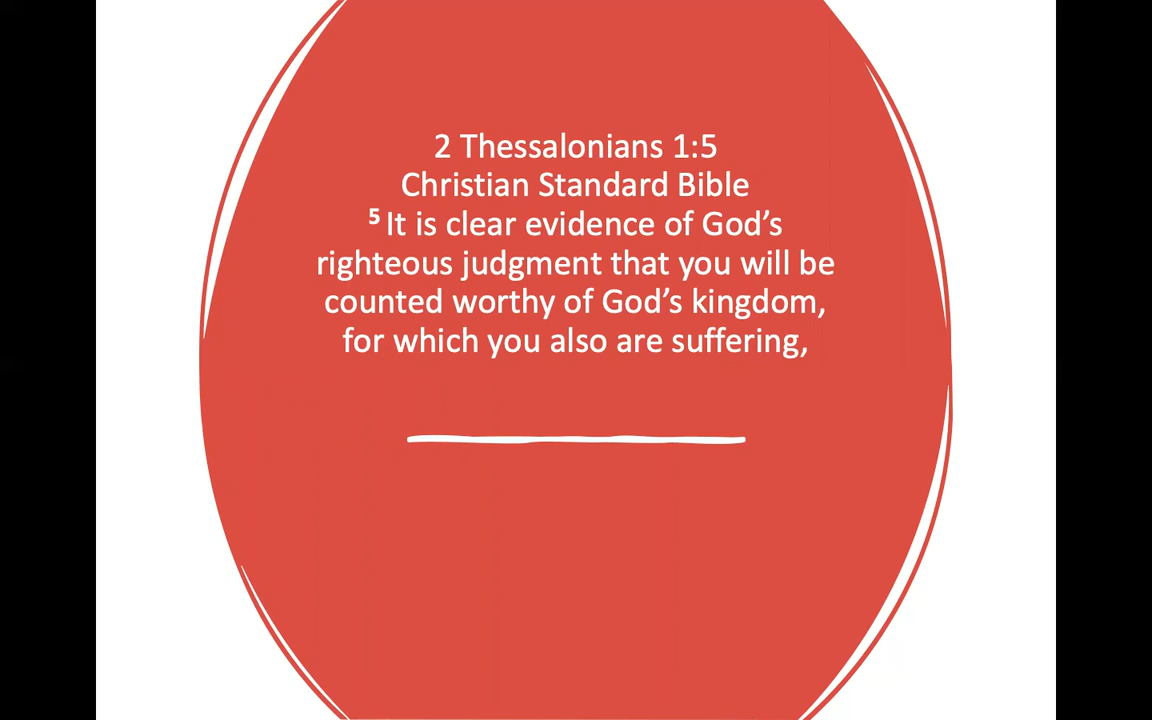 2 Thessalonians 1:5
Christian Standard Bible
⁵ It is clear evidence of God’s
righteous judgment that you will be
counted worthy of God’s kingdom,
for which you also are suffering,